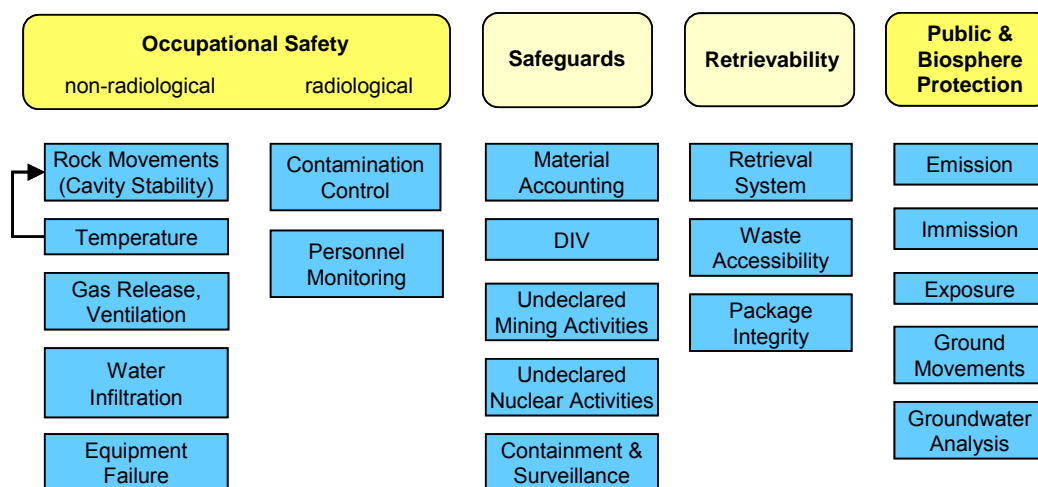 Occupational Safety
non-radiological
radiological
Safeguards
Retrievability
Public &
Biosphere
Protection
Rock Movements
(Cavity Stability)
Temperature
Gas Release,
Ventilation
Water
Infiltration
Equipment
Failure
Contamination
Control
Personnel
Monitoring
Material
Accounting
DIV
Undeclared
Mining Activities
Undeclared
Nuclear Activities
Containment &
Surveillance
Retrieval
System
Waste
Accessibility
Package
Integrity
Emission
Immission
Exposure
Ground
Movements
Groundwater
Analysis